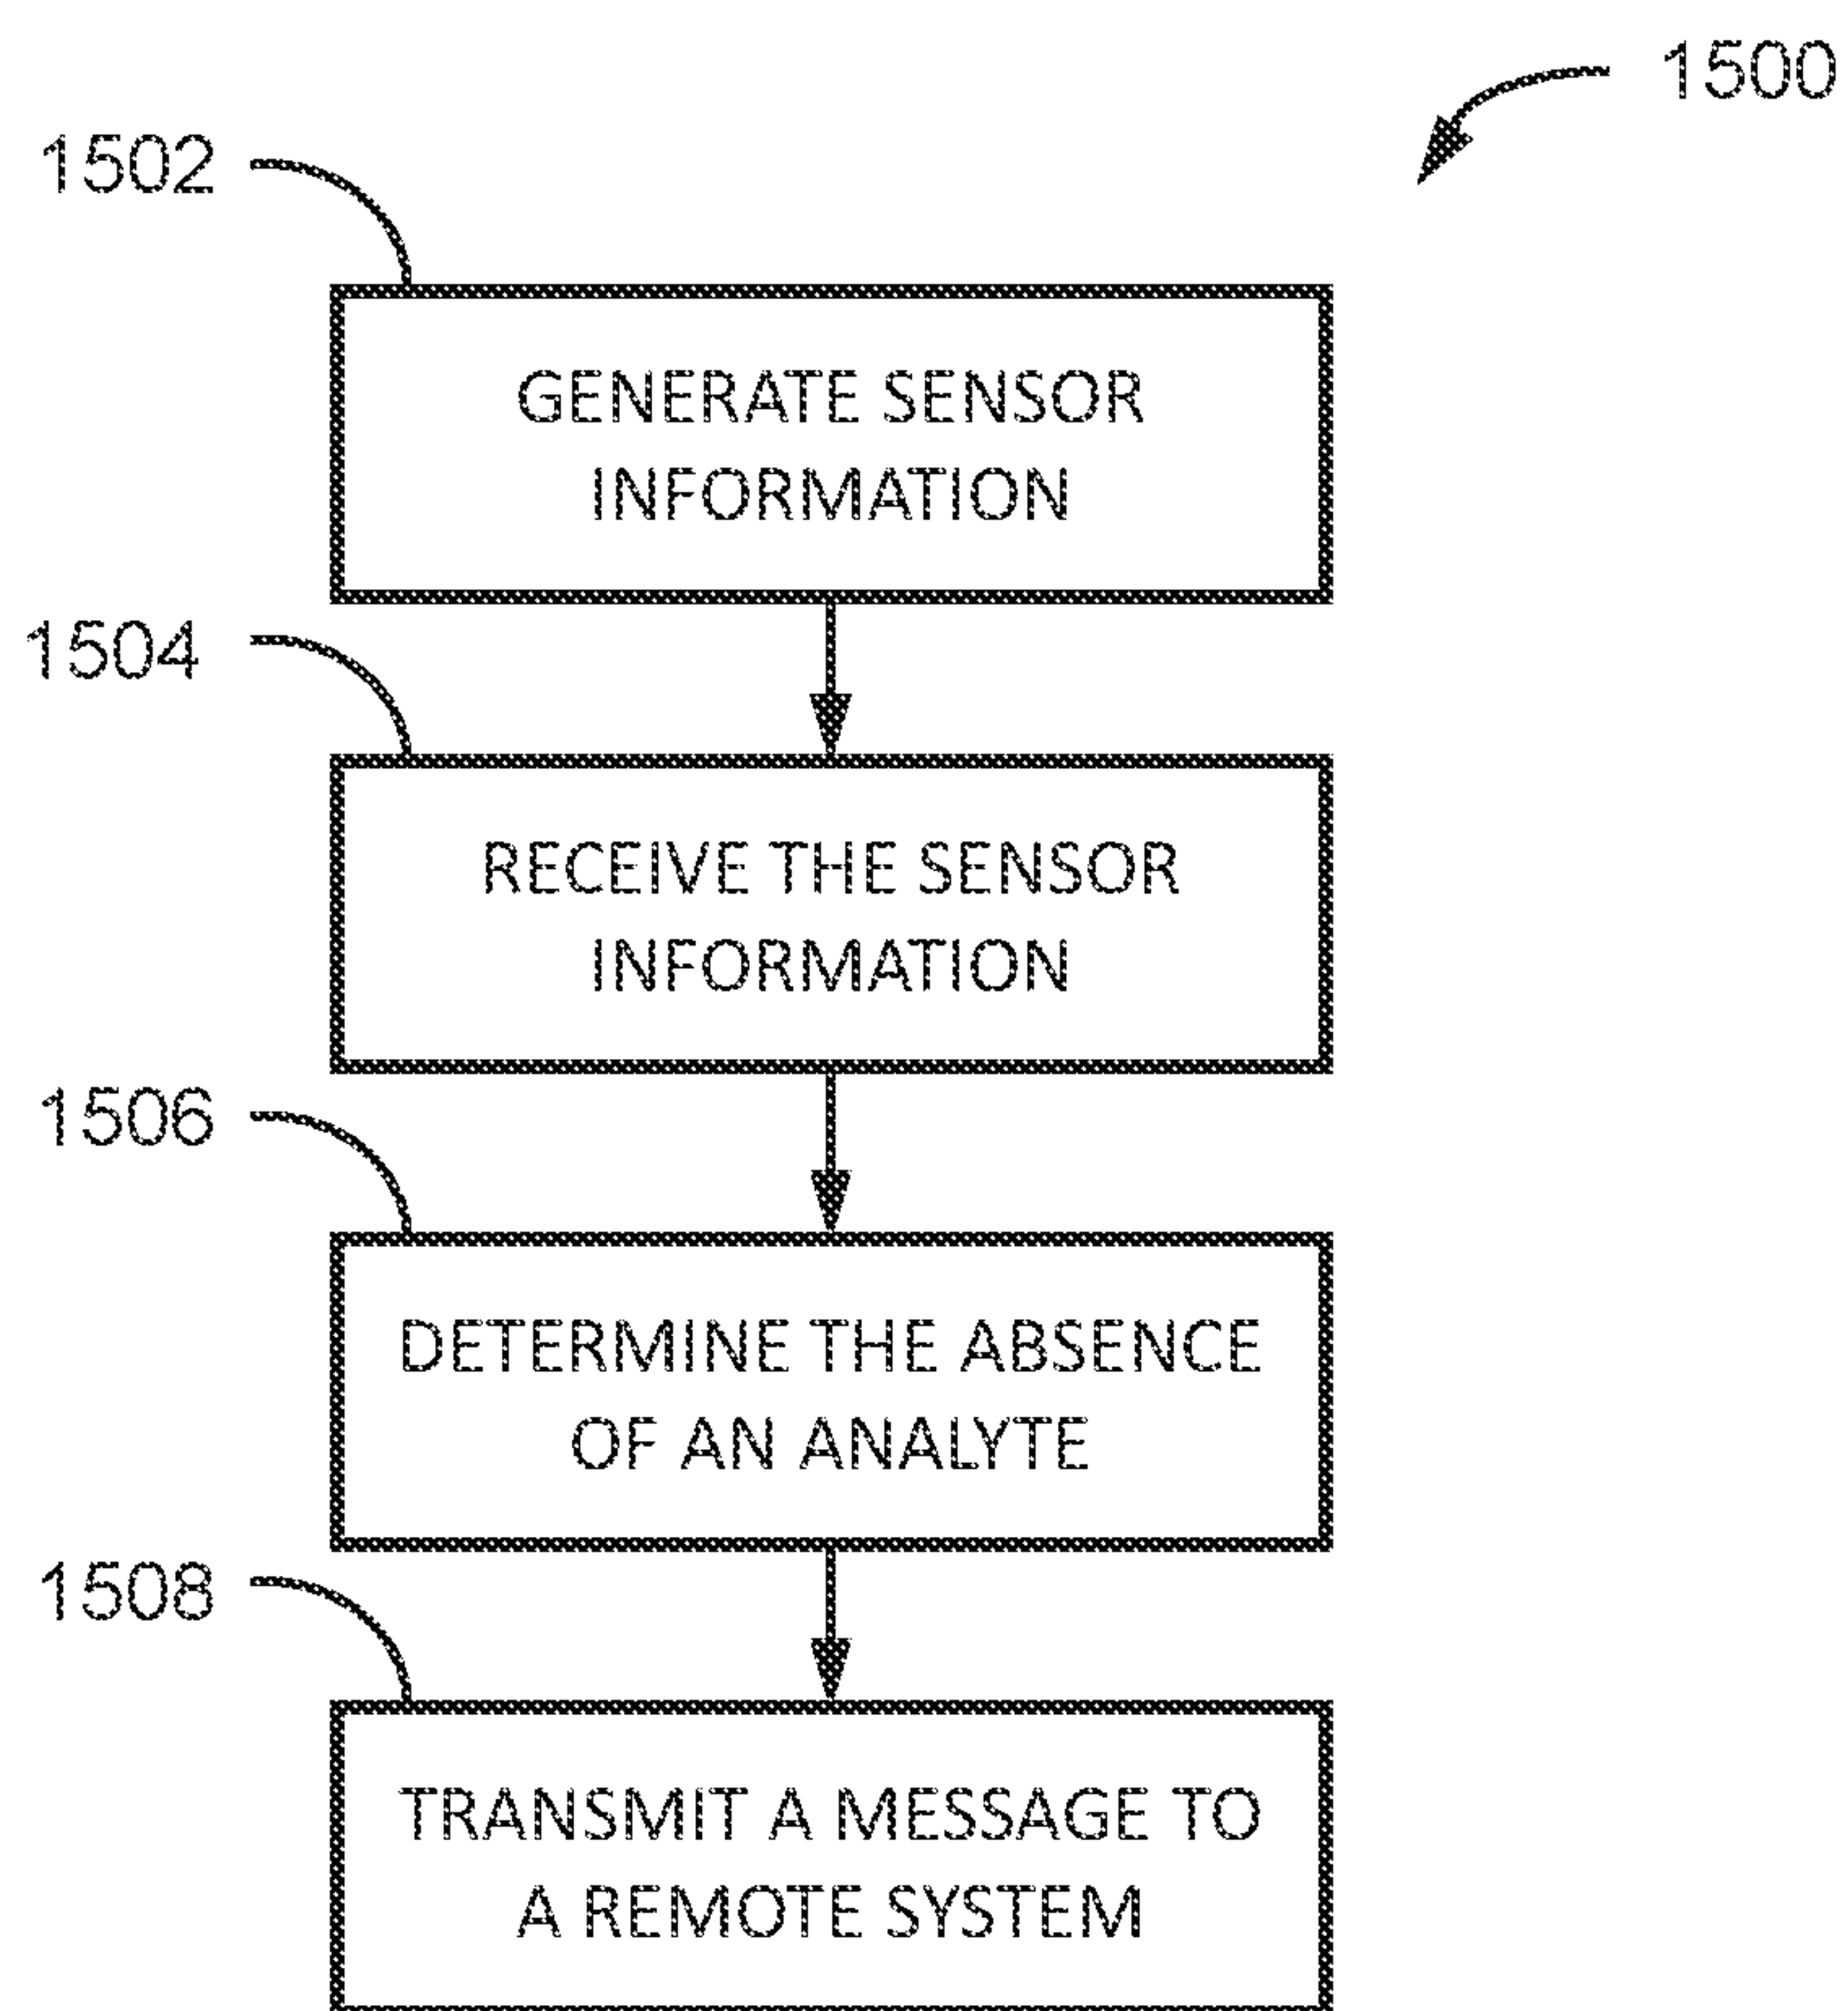 1500
1502
GENERATE SENSOR
INFORMATION
1504
RECEIVE THE SENSOR
INFORMATION
1506
DETERMINE THE ABSENCE
OF AN ANALYTE
1508
TRANSMIT A MESSAGE TO
A REMOTE SYSTEM